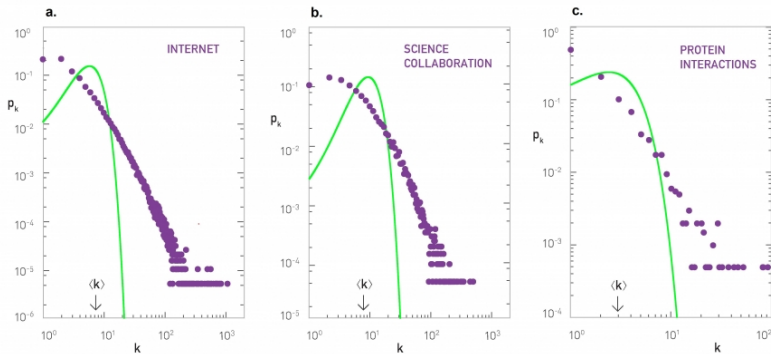 a.
INTERNET
10⁰
10⁻¹
10⁻²
10⁻³
10⁻⁴
10⁻⁵
10⁻⁶
pₖ
⟨k⟩
10⁰
10¹
10²
10³
k
b.
SCIENCE
COLLABORATION
10⁰
10⁻¹
10⁻²
10⁻³
10⁻⁴
10⁻⁵
pₖ
⟨k⟩
10⁰
10¹
10²
10³
k
c.
PROTEIN
INTERACTIONS
10⁰
10⁻¹
10⁻²
10⁻³
10⁻⁴
pₖ
⟨k⟩
10⁰
10¹
10²
k